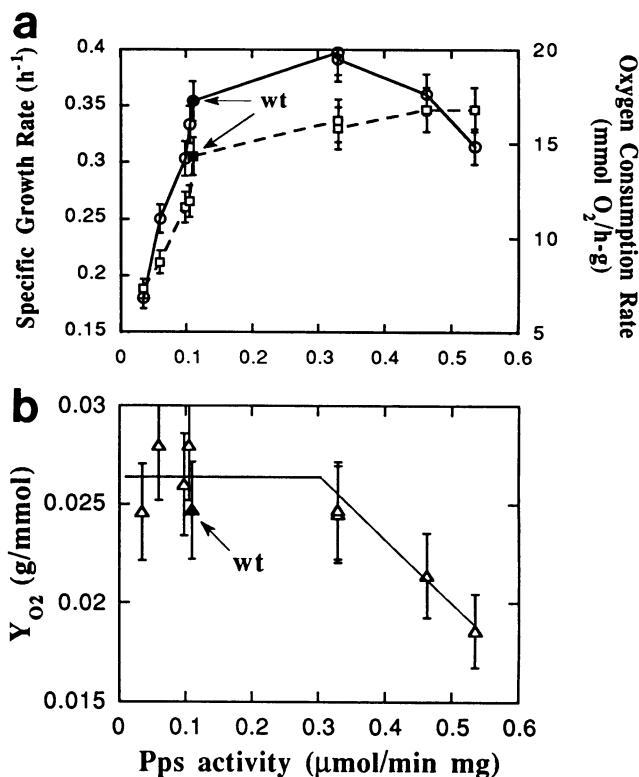 a
Specific Growth Rate (h⁻¹)
0.4
0.35
0.3
0.25
0.2
0.15
0 0.1 0.2 0.3 0.4 0.5 0.6
wt
20
15
10
5
Oxygen Consumption Rate
(mmol O₂/h-g)
b
Y_O2 (g/mmol)
0.03
0.025
0.02
0.015
wt
0 0.1 0.2 0.3 0.4 0.5 0.6
Pps activity (μmol/min mg)